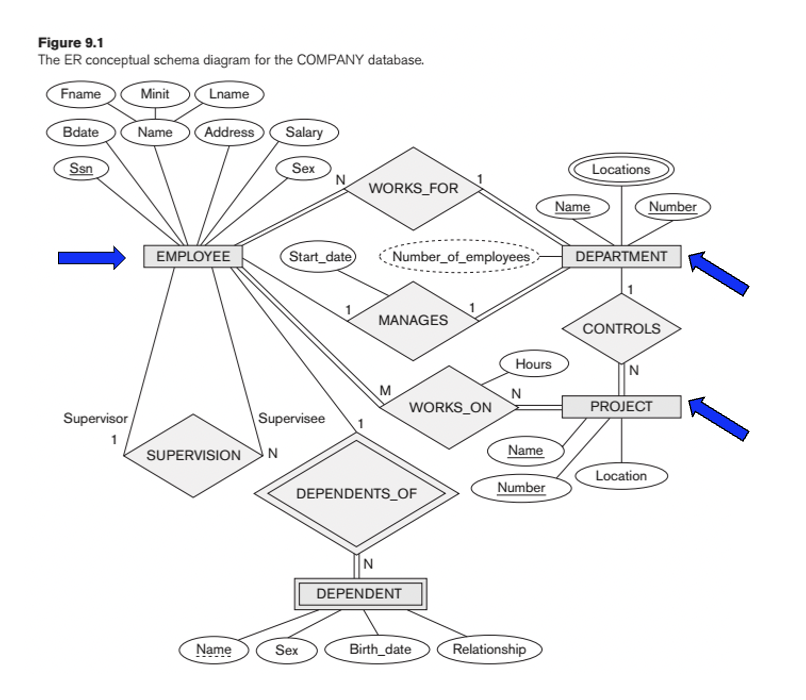 Figure 9.1
The ER conceptual schema diagram for the COMPANY database.
Fname
Minit
Lname
Bdate
Name
Address
Salary
Ssn
Sex
N
WORKS_FOR
1
Locations
Name
Number
EMPLOYEE
Start_date
Number_of_employees
DEPARTMENT
1
MANAGES
1
1
CONTROLS
N
Hours
M
WORKS_ON
N
PROJECT
Name
Number
Location
Supervisor
1
SUPERVISION
Supervisee
N
1
DEPENDENTS_OF
N
DEPENDENT
Name
Sex
Birth_date
Relationship